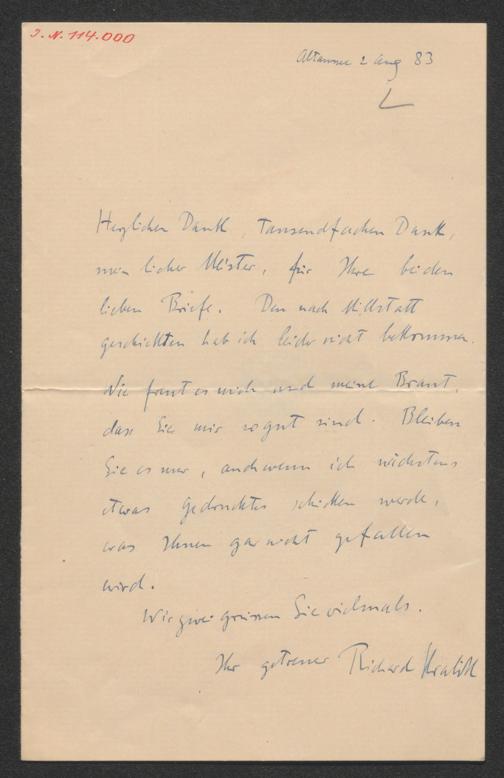 J. N. 114.000
Altaussee 2 Aug 83
Herzlichen Dank, Tausendfachen Dank,
mein lieber Meister, für Ihre beiden
lieben Briefe. Den nach Millstatt
geschickten hab ich leider nicht bekommen.
Wie freut es mich und meine Braut,
dass Sie mir so gut sind. Bleiben
Sie es nur, auch wenn ich nächstens
etwas Gedrucktes schicken werde,
was Ihnen gar nicht gefallen
wird.
Wir zwei grüssen Sie vielmals.
Ihr getreuer Richard Kralik